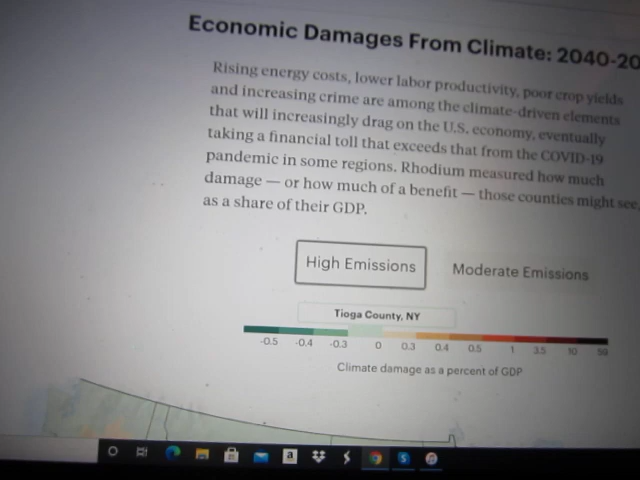 Economic Damages From Climate: 2040-20
Rising energy costs, lower labor productivity, poor crop yields
and increasing crime are among the climate-driven elements
that will increasingly drag on the U.S. economy, eventually
taking a financial toll that exceeds that from the COVID-19
pandemic in some regions. Rhodium measured how much
damage — or how much of a benefit — those counties might see,
as a share of their GDP.
High Emissions Moderate Emissions
Tioga County, NY
-0.5 -0.4 -0.3 0 0.3 0.4 0.5 1 3.5 10 59
Climate damage as a percent of GDP
a
S